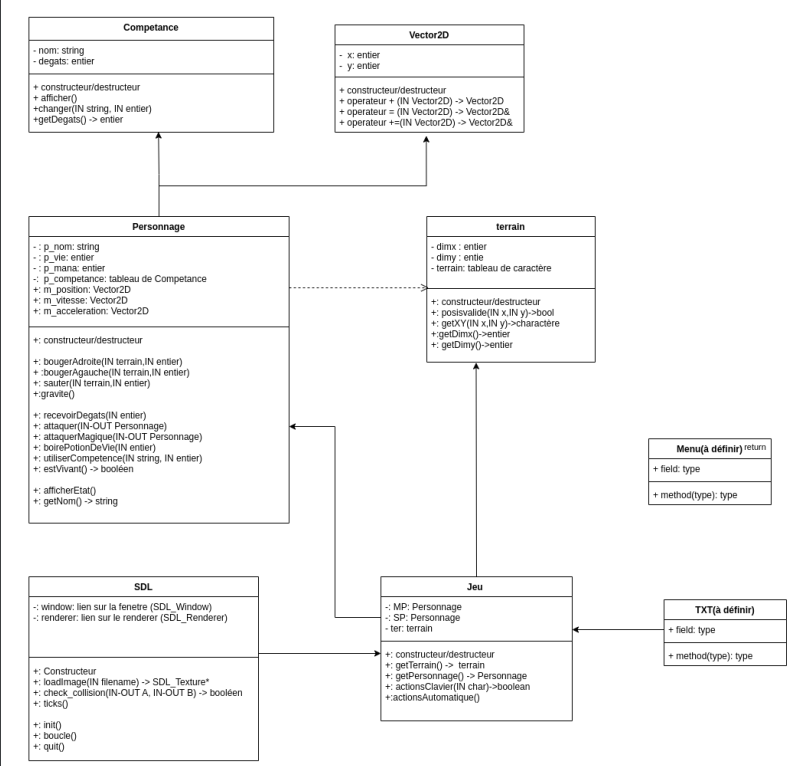 Competance
- nom: string
- degats: entier
+ constructeur/destructeur
+ afficher()
+changer(IN string, IN entier)
+getDegats() -> entier
Vector2D
- x: entier
- y: entier
+ constructeur/destructeur
+ operateur + (IN Vector2D) -> Vector2D
+ operateur = (IN Vector2D) -> Vector2D&
+ operateur +=(IN Vector2D) -> Vector2D&
Personnage
- : p_nom: string
- : p_vie: entier
- : p_mana: entier
-: p_competance: tableau de Competance
+: m_position: Vector2D
+: m_vitesse: Vector2D
+: m_acceleration: Vector2D
+: constructeur/destructeur
+: bougerAdroite(IN terrain,IN entier)
+ :bougerAgauche(IN terrain,IN entier)
+: sauter(IN terrain,IN entier)
+:gravite()
+: recevoirDegats(IN entier)
+: attaquer(IN-OUT Personnage)
+: attaquerMagique(IN-OUT Personnage)
+: boirePotionDeVie(IN entier)
+: utiliserCompetence(IN string, IN entier)
+: estVivant() -> booléen
+: afficherEtat()
+: getNom() -> string
terrain
- dimx : entier
- dimy : entie
- terrain: tableau de caractère
+: constructeur/destructeur
+: posisvalide(IN x,IN y)->bool
+: getXY(IN x,IN y)->charactère
+:getDimx()->entier
+: getDimy()->entier
Menu(à définir) return
+ field: type
+ method(type): type
SDL
-: window: lien sur la fenetre (SDL_Window)
-: renderer: lien sur le renderer (SDL_Renderer)
+: Constructeur
+: loadImage(IN filename) -> SDL_Texture*
+: check_collision(IN-OUT A, IN-OUT B) -> booléen
+: ticks()
+: init()
+: boucle()
+: quit()
Jeu
-: MP: Personnage
-: SP: Personnage
- ter: terrain
+: constructeur/destructeur
+: getTerrain() -> terrain
+: getPersonnage() -> Personnage
+: actionsClavier(IN char)->boolean
+:actionsAutomatique()
TXT(à définir)
+ field: type
+ method(type): type